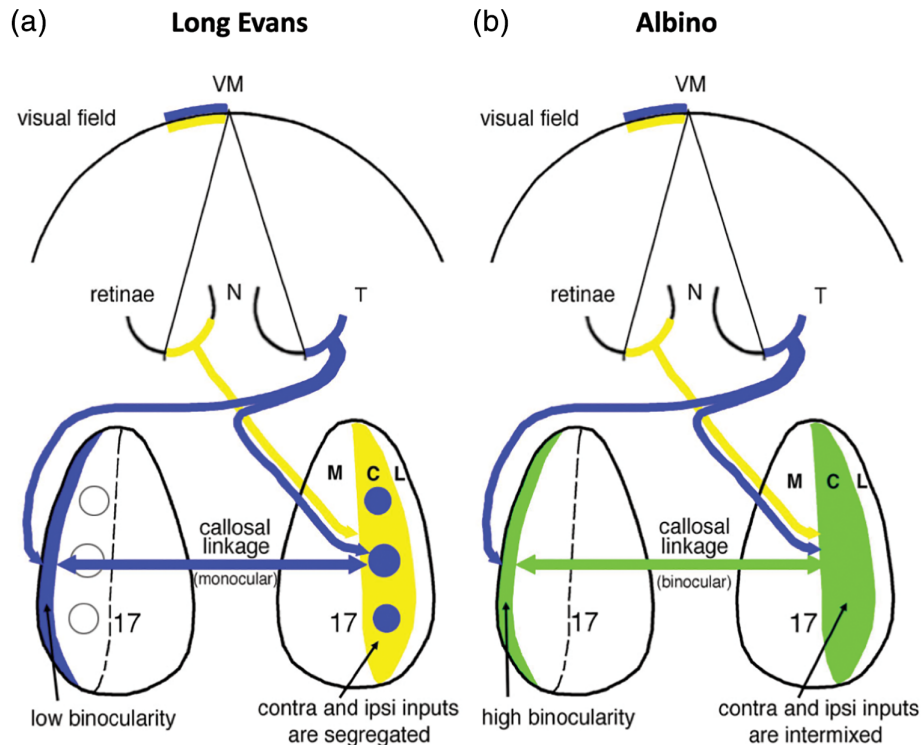 (a) Long Evans
VM
visual field
retinae
N
T
M C L
callosal
linkage
(monocular)
17
17
low binocularity
contra and ipsi inputs
are segregated
(b) Albino
VM
visual field
retinae
N
T
M C L
callosal
linkage
(binocular)
17
17
high binocularity
contra and ipsi inputs
are intermixed